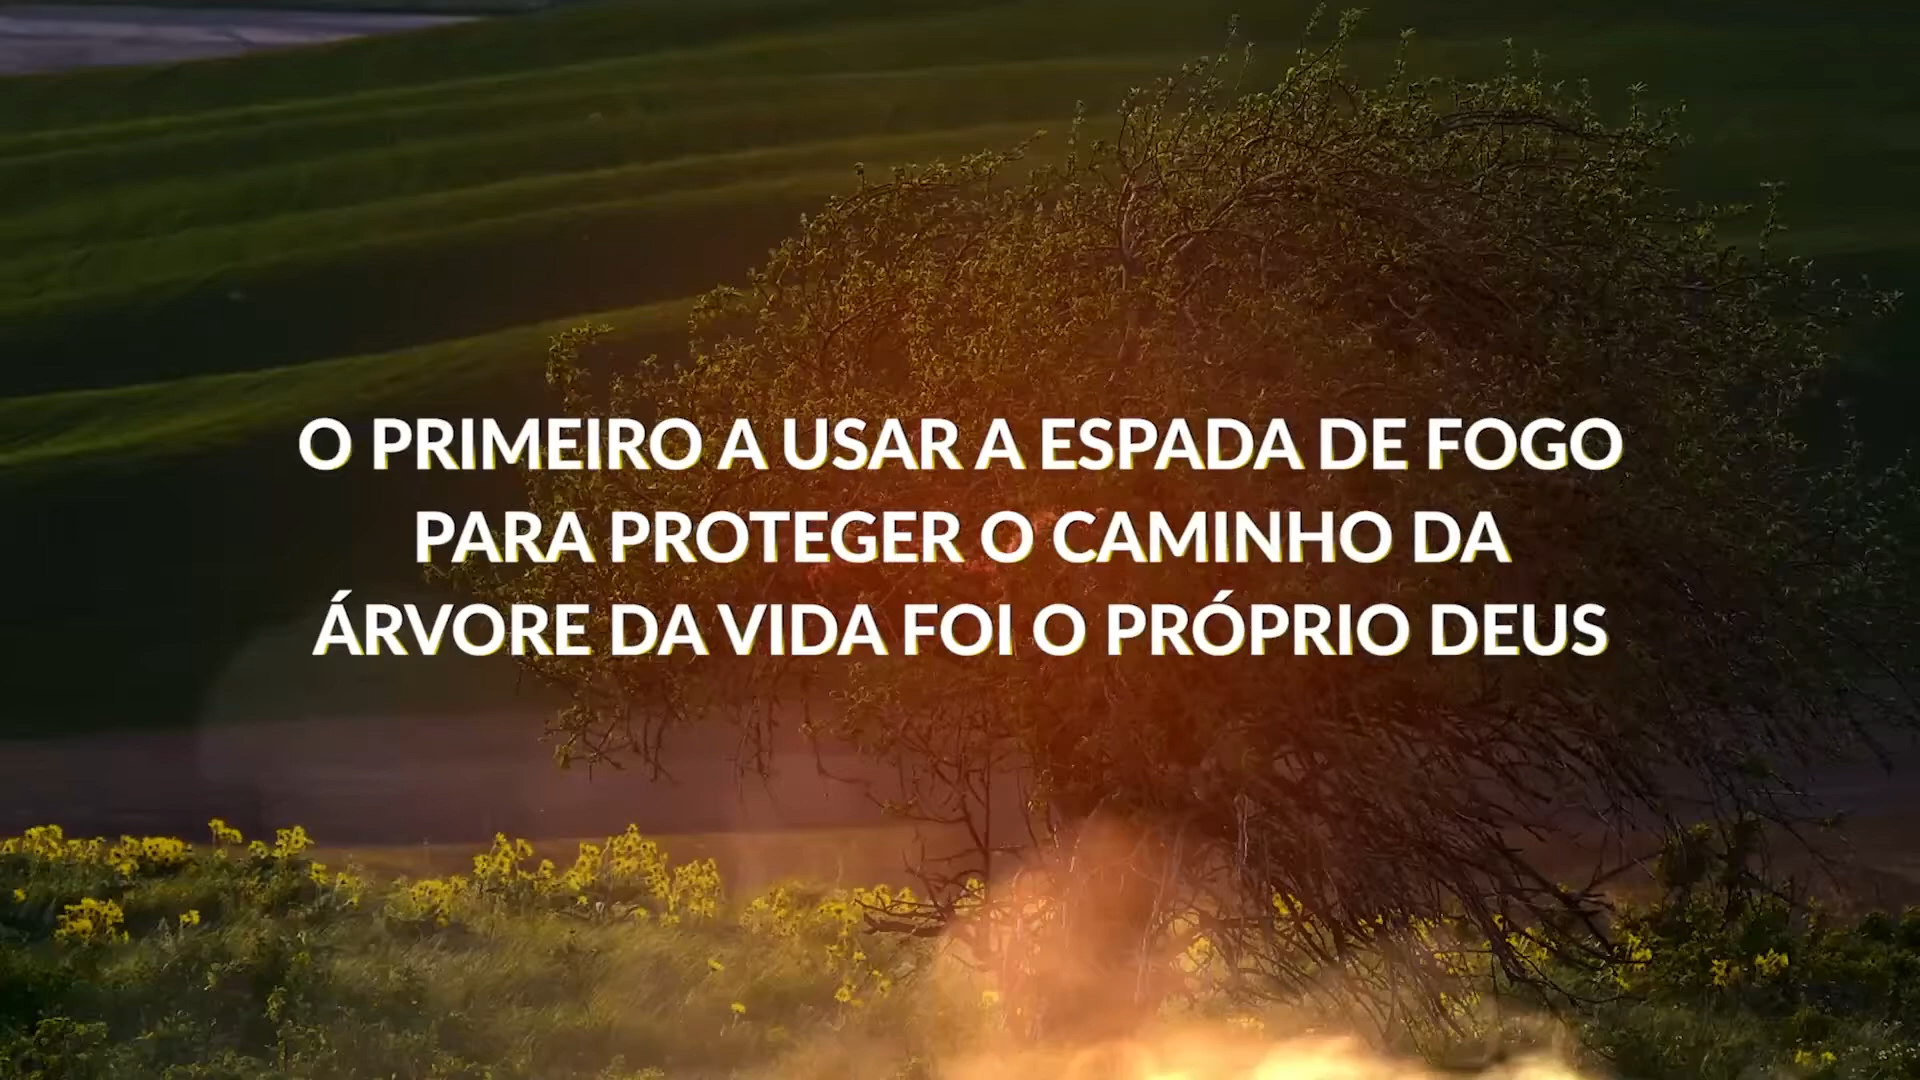 O PRIMEIRO A USAR A ESPADA DE FOGO
PARA PROTEGER O CAMINHO DA
ÁRVORE DA VIDA FOI O PRÓPRIO DEUS